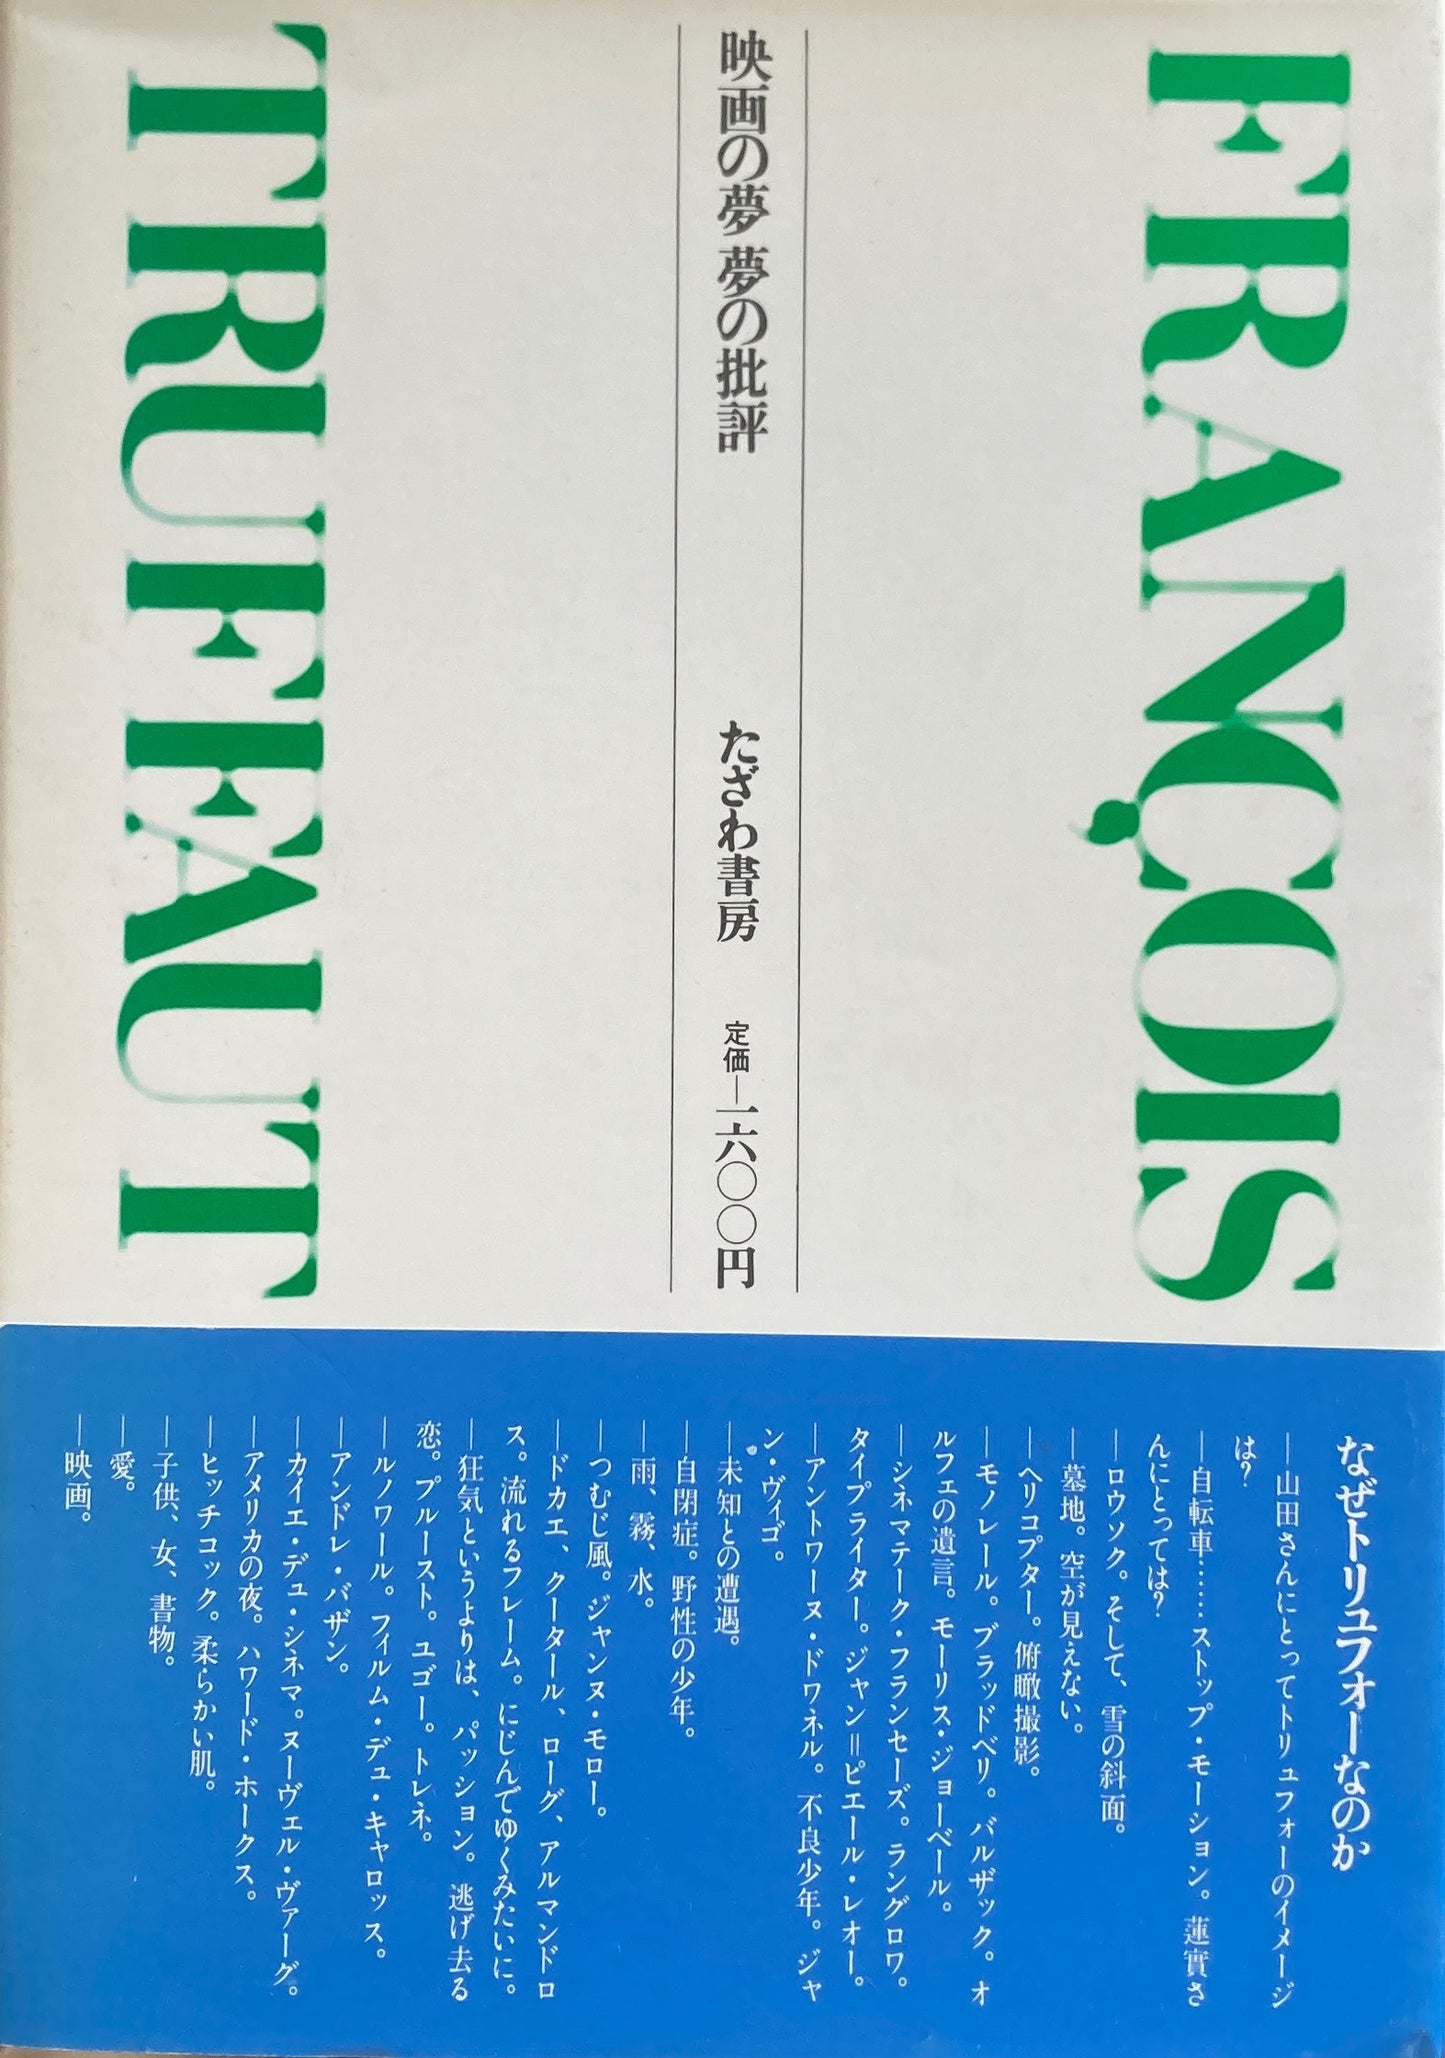 FRANÇOIS
映画の夢 夢の批評
たざわ書房
定価—一六〇〇円
TRUFFAUT
なぜトリュフォーなのか
—山田さんにとってトリュフォーのイメージ
は?
—自転車……ストップ・モーション。蓮實さ
んにとっては?
—ロウソク。そして、雪の斜面。
—墓地。空が見えない。
—ヘリコプター。俯瞰撮影。
—モノレール。ブラッドベリ。バルザック。オ
ルフェの遺言。モーリス・ジョーベール。
—シネマテーク・フランセーズ。ラングロワ。
タイプライター。ジャン=ピエール・レオー。
—アントワーヌ・ドワネル。不良少年。ジャ
ン・ヴィゴ。
—未知との遭遇。
—自閉症。野性の少年。
—雨、霧、水。
—つむじ風。ジャンヌ・モロー。
—ドカエ、クータール、ローグ、アルマンドロ
ス。流れるフレーム。にじんでゆくみたいに。
—狂気というよりは、パッション。逃げ去る
恋。プルースト。ユゴー。トレネ。
—ルノワール。フィルム・デュ・キャロッス。
—アンドレ・バザン。
—カイエ・デュ・シネマ。ヌーヴェル・ヴァーグ。
—アメリカの夜。ハワード・ホークス。
—ヒッチコック。柔らかい肌。
—子供、女、書物。
—愛。
—映画。